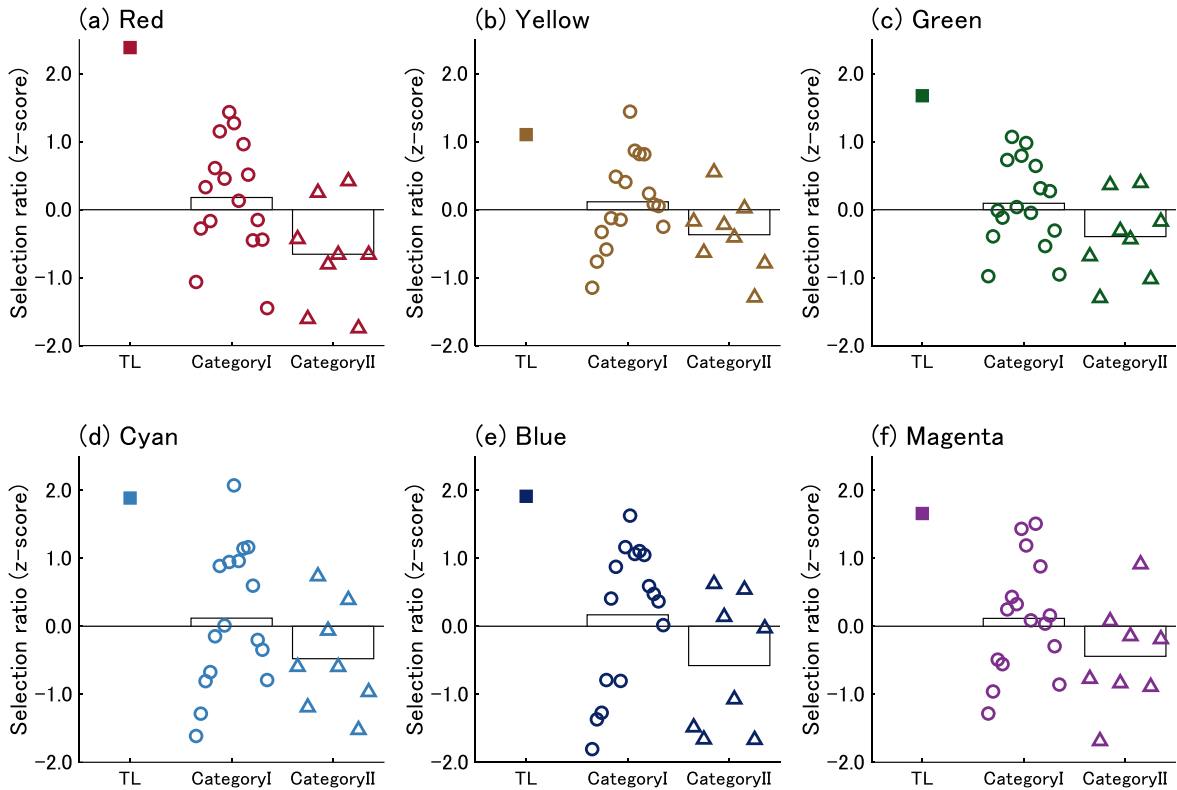 (a) Red
(b) Yellow
(c) Green
Selection ratio (z-score)
2.0
1.0
0.0
−1.0
−2.0
TL
CategoryI
CategoryII
Selection ratio (z-score)
2.0
1.0
0.0
−1.0
−2.0
TL
CategoryI
CategoryII
Selection ratio (z-score)
2.0
1.0
0.0
−1.0
−2.0
TL
CategoryI
CategoryII
(d) Cyan
(e) Blue
(f) Magenta
Selection ratio (z-score)
2.0
1.0
0.0
−1.0
−2.0
TL
CategoryI
CategoryII
Selection ratio (z-score)
2.0
1.0
0.0
−1.0
−2.0
TL
CategoryI
CategoryII
Selection ratio (z-score)
2.0
1.0
0.0
−1.0
−2.0
TL
CategoryI
CategoryII